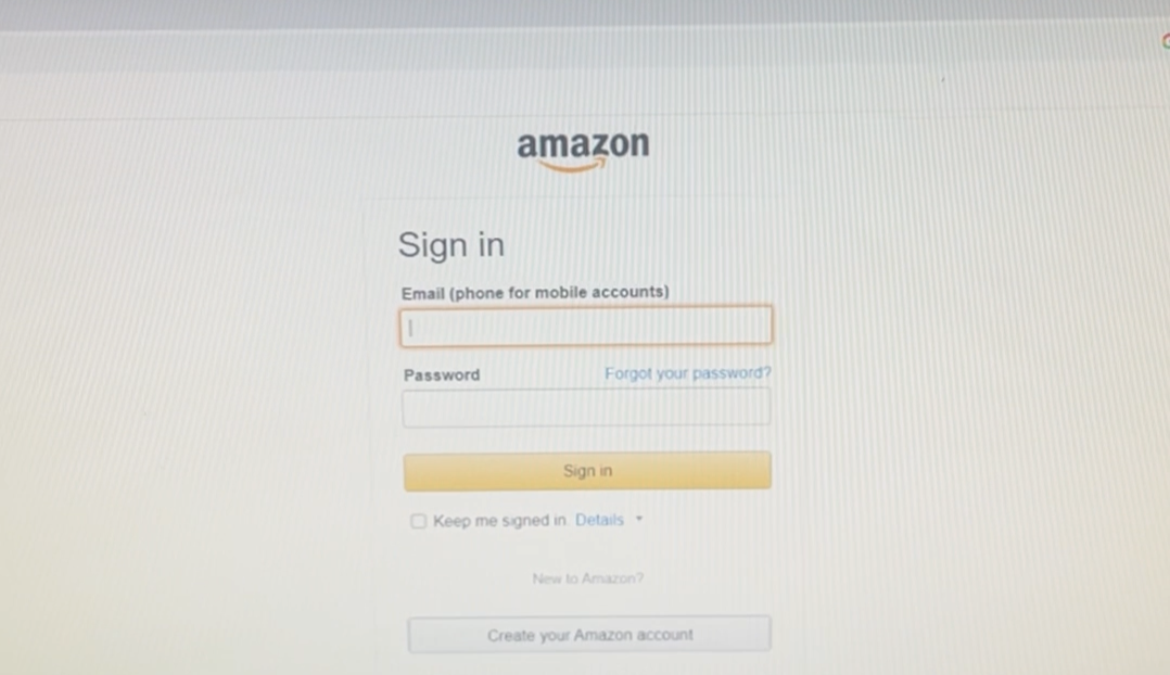 amazon
Sign in
Email (phone for mobile accounts)
Password Forgot your password?
Sign in
Keep me signed in. Details
New to Amazon?
Create your Amazon account